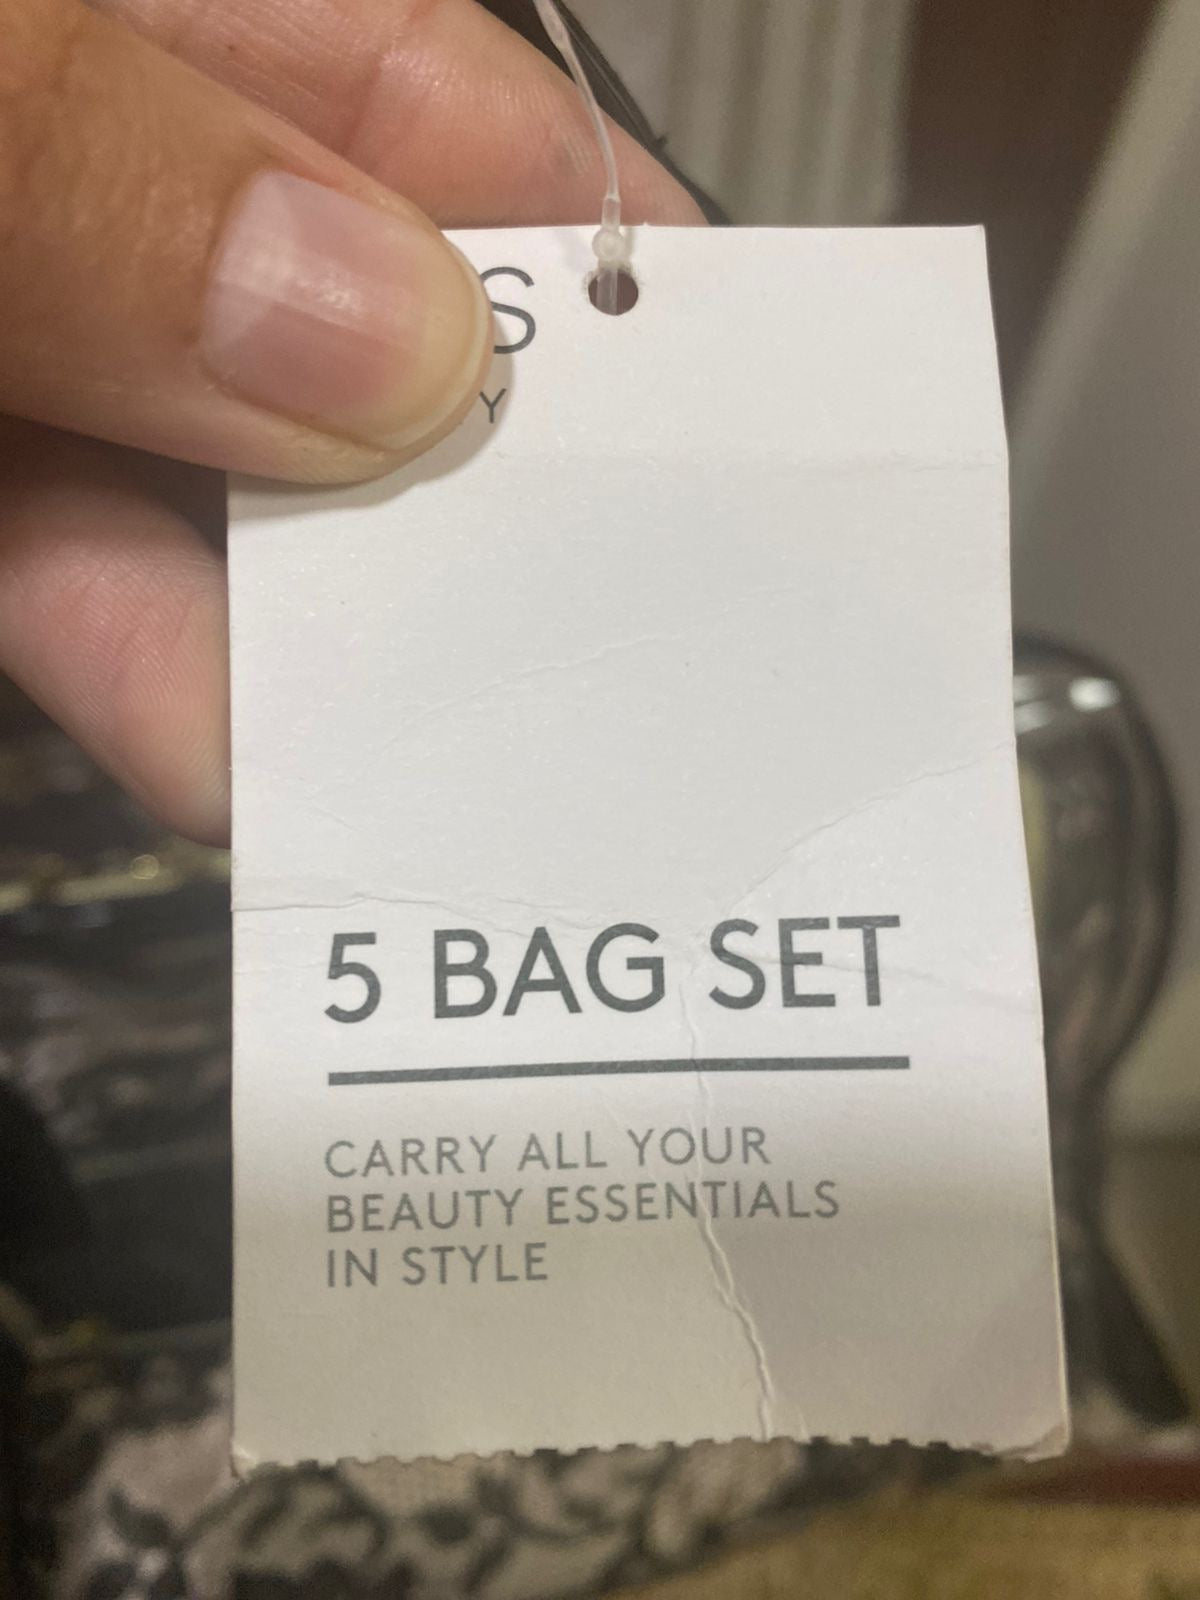 S
Y
5 BAG SET
CARRY ALL YOUR
BEAUTY ESSENTIALS
IN STYLE